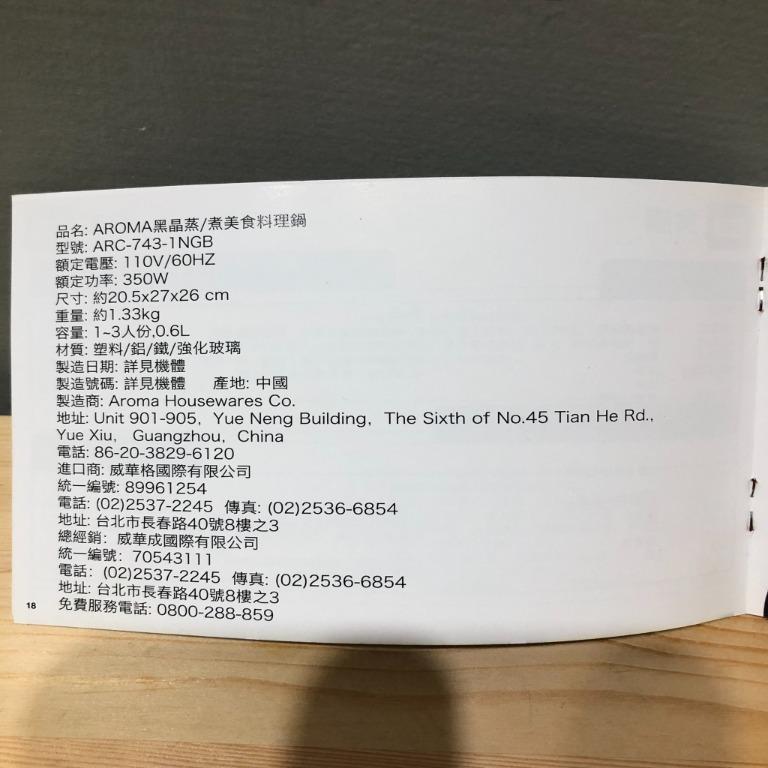 品名: AROMA黑晶蒸/煮美食料理鍋
型號: ARC-743-1NGB
額定電壓: 110V/60HZ
額定功率: 350W
尺寸: 約20.5x27x26 cm
重量: 約1.33kg
容量: 1~3人份,0.6L
材質: 塑料/鋁/鐵/強化玻璃
製造日期: 詳見機體
製造號碼: 詳見機體 產地: 中國
製造商: Aroma Housewares Co.
地址: Unit 901-905, Yue Neng Building, The Sixth of No.45 Tian He Rd.,
Yue Xiu, Guangzhou, China
電話: 86-20-3829-6120
進口商: 威華格國際有限公司
統一編號: 89961254
電話: (02)2537-2245 傳真: (02)2536-6854
地址: 台北市長春路40號8樓之3
總經銷: 威華成國際有限公司
統一編號: 70543111
電話: (02)2537-2245 傳真: (02)2536-6854
地址: 台北市長春路40號8樓之3
免費服務電話: 0800-288-859
18